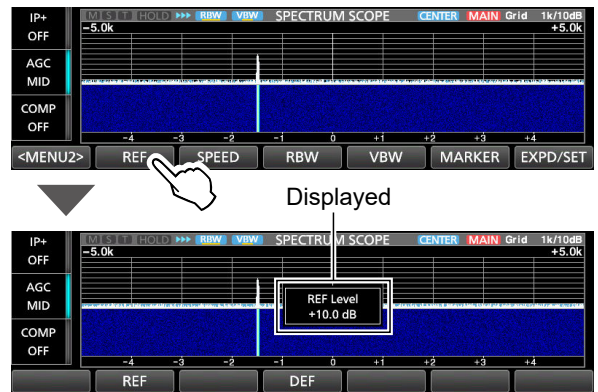 IP+ M S T HOLD RBW VBW SPECTRUM SCOPE CENTER MAIN Grid 1k/10dB
OFF −5.0k +5.0k
AGC
MID
COMP
OFF
−4 −3 −2 −1 0 +1 +2 +3 +4
<MENU2> REF SPEED RBW VBW MARKER EXPD/SET
Displayed
IP+ M S T HOLD RBW VBW SPECTRUM SCOPE CENTER MAIN Grid 1k/10dB
OFF −5.0k +5.0k
AGC
MID
REF Level
+10.0 dB
COMP
OFF
−4 −3 −2 −1 0 +1 +2 +3 +4
REF DEF